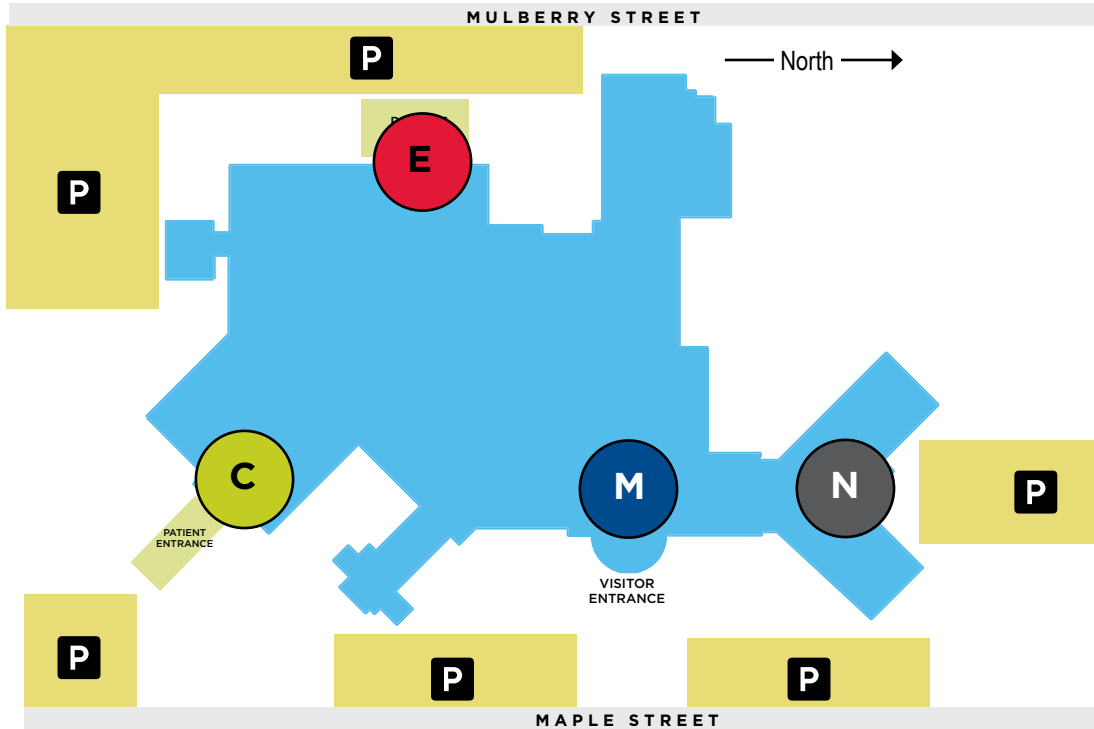 MULBERRY STREET
P
North
E
P
C
M
N
P
PATIENT
ENTRANCE
VISITOR
ENTRANCE
P
P
P
MAPLE STREET